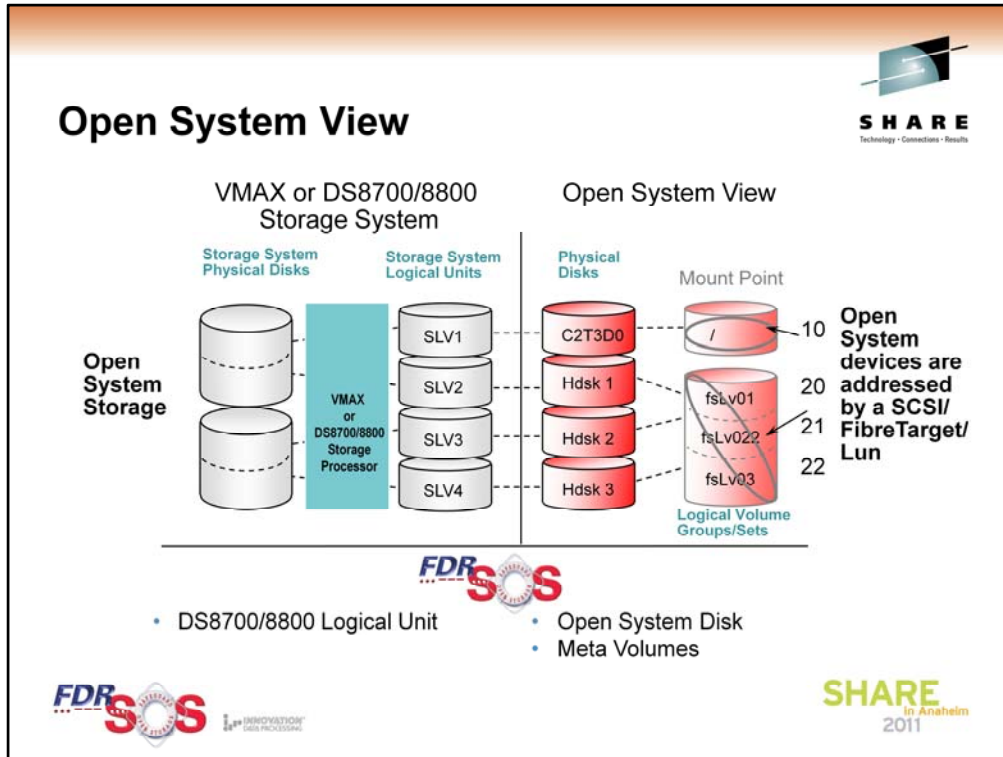 SHARE
Technology · Connections · Results
Open System View
VMAX or DS8700/8800
Storage System
Open System View
Storage System
Physical Disks
Storage System
Logical Units
Physical
Disks
Mount Point
Open
System
Storage
VMAX
or
DS8700/8800
Storage
Processor
SLV1
SLV2
SLV3
SLV4
C2T3D0
Hdsk 1
Hdsk 2
Hdsk 3
/
fsLv01
fsLv022
fsLv03
Logical Volume
Groups/Sets
10
20
21
22
Open
System
devices are
addressed
by a SCSI/
FibreTarget/
Lun
FDR
SOS
• DS8700/8800 Logical Unit
• Open System Disk
• Meta Volumes
FDR
SOS
INNOVATION
DATA PROCESSING
SHARE
in Anaheim
2011